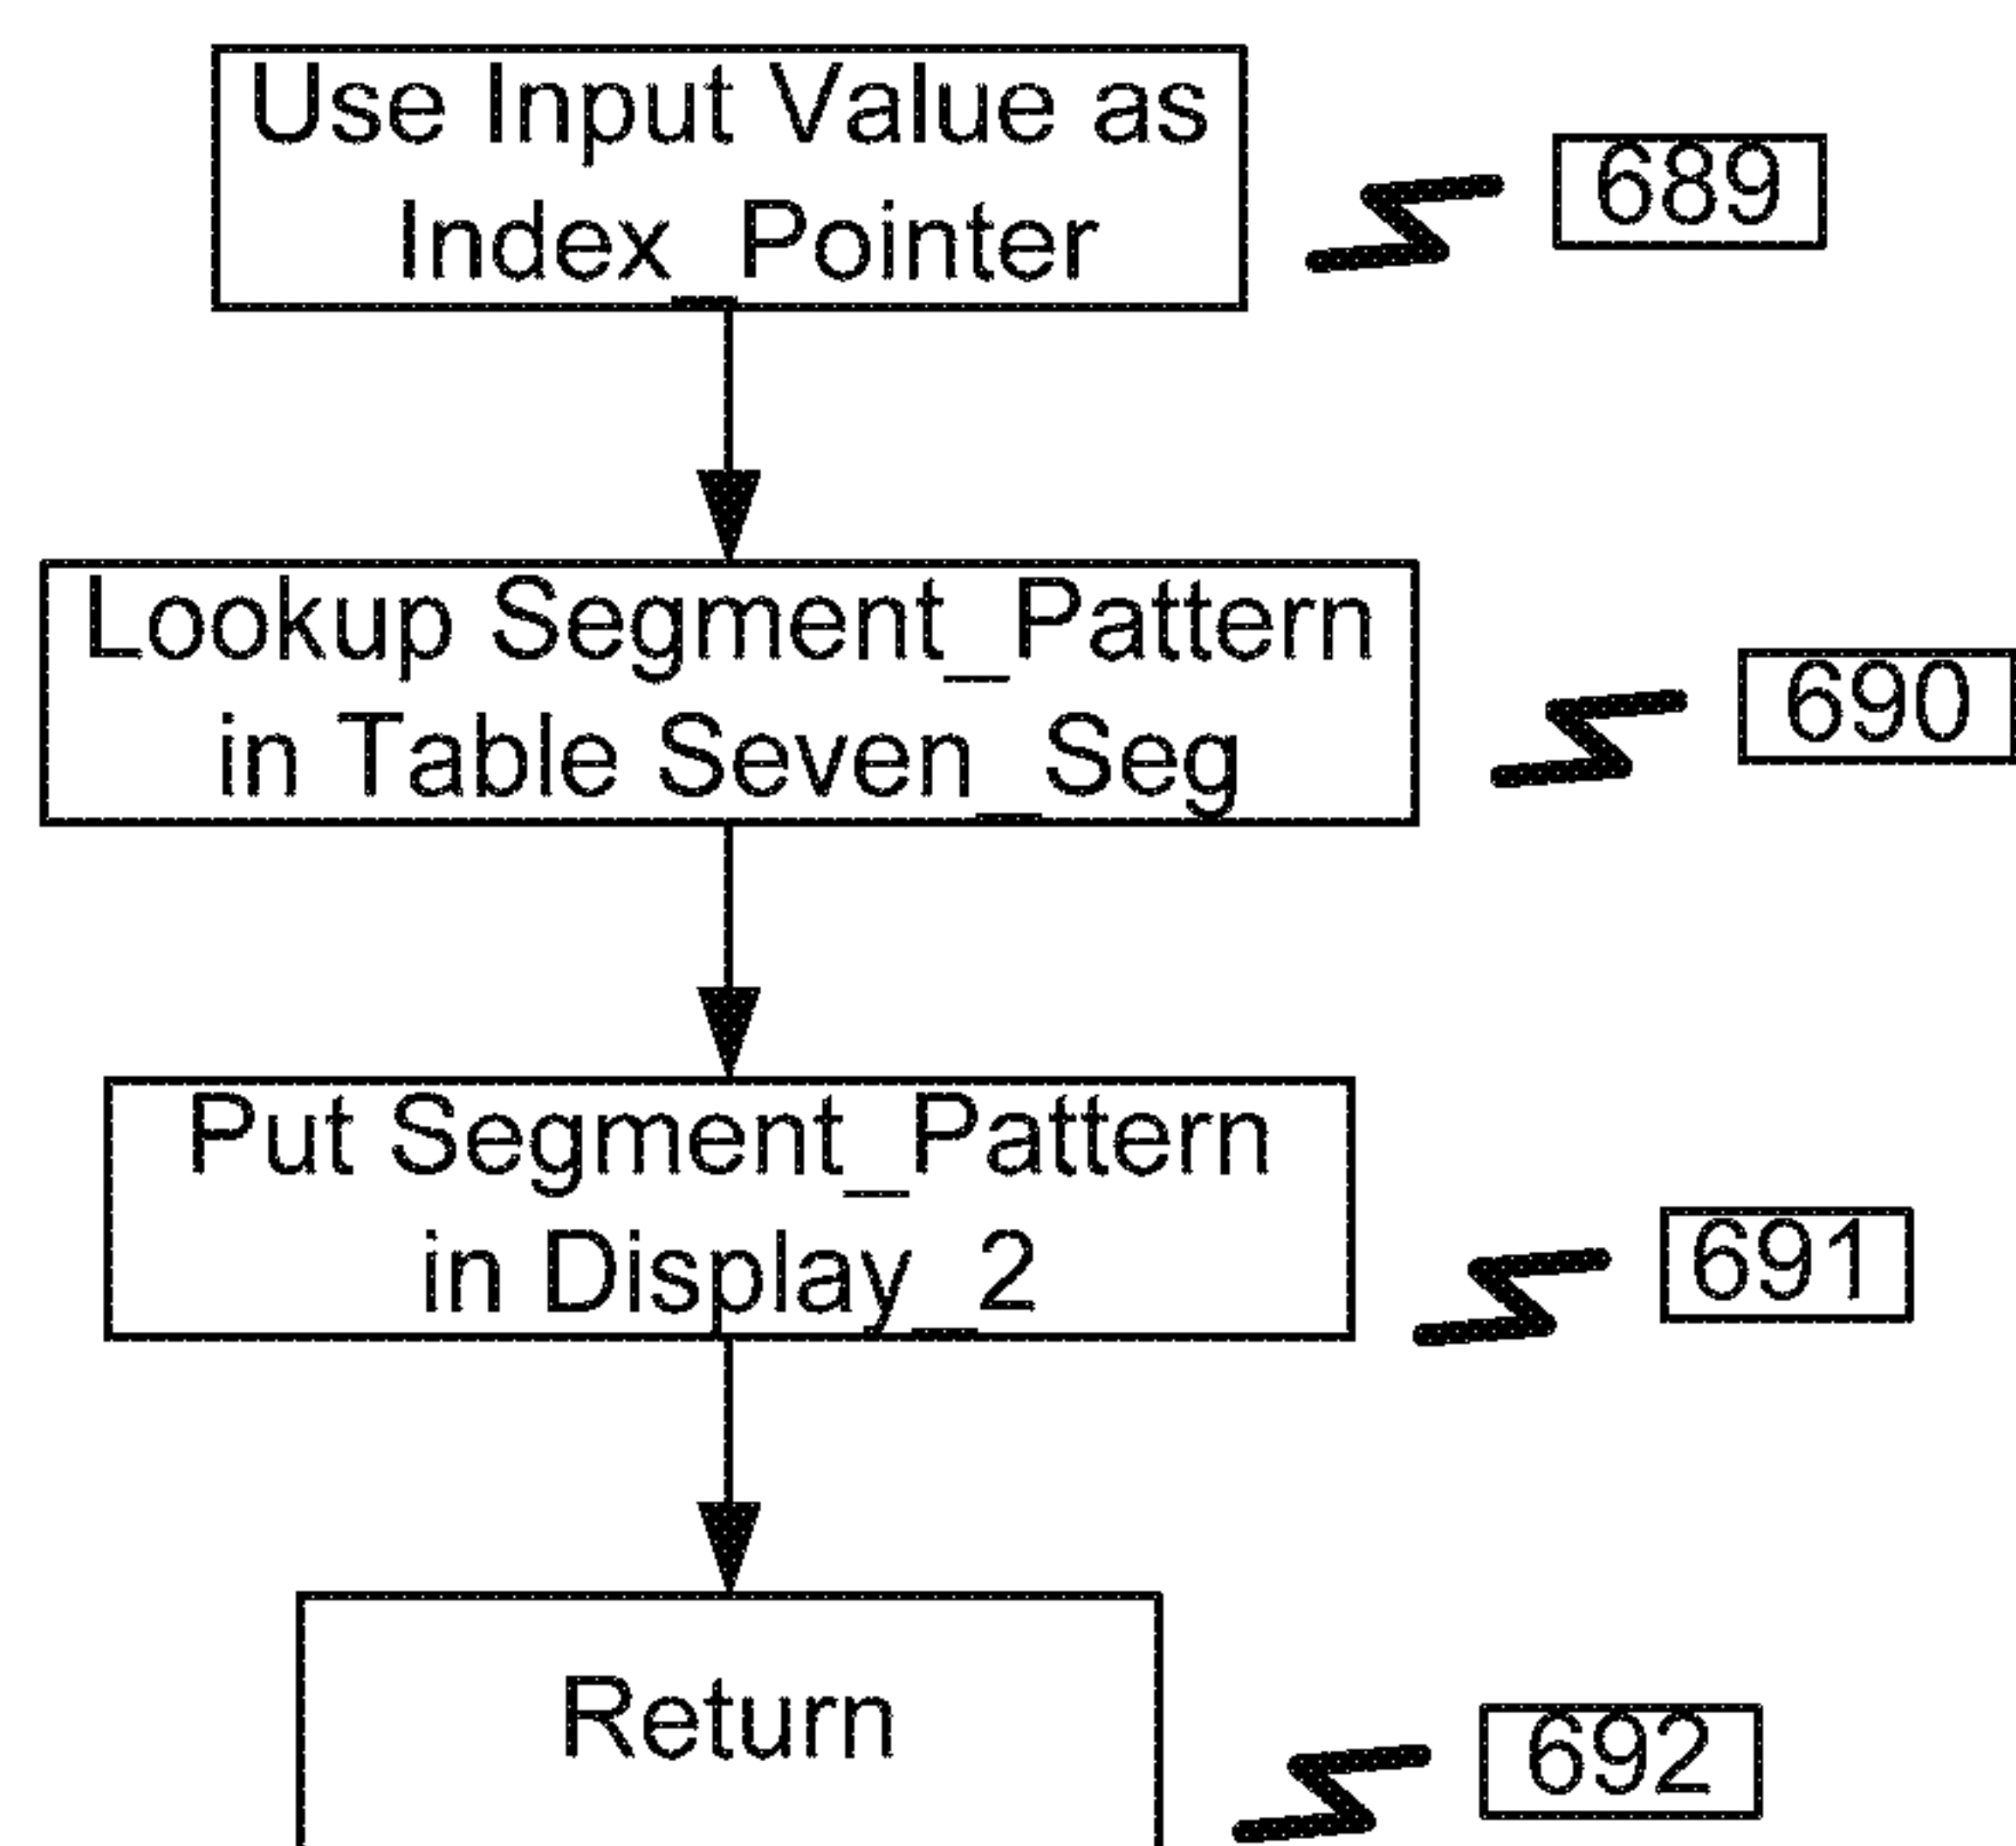 Use Input Value as
Index_Pointer
689
Lookup Segment_Pattern
in Table Seven_Seg
690
Put Segment_Pattern
in Display_2
691
Return
692